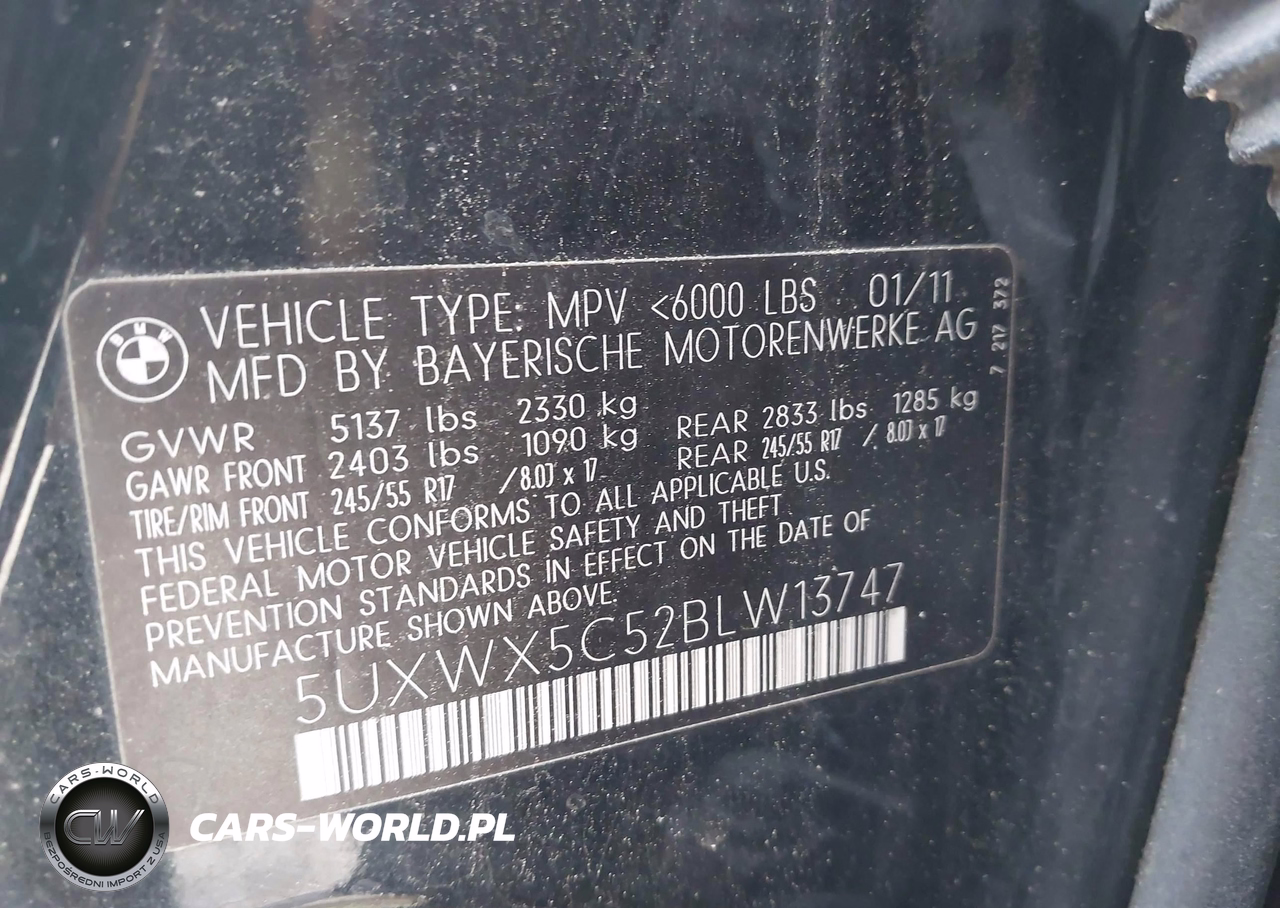 BMW
VEHICLE TYPE: MPV <6000 LBS 01/11
MFD BY BAYERISCHE MOTORENWERKE AG
7 217 372
GVWR 5137 lbs 2330 kg
GAWR FRONT 2403 lbs 1090 kg REAR 2833 lbs 1285 kg
TIRE/RIM FRONT 245/55 R17 /8.0J x 17 REAR 245/55 R17 / 8.0J x 17
THIS VEHICLE CONFORMS TO ALL APPLICABLE U.S.
FEDERAL MOTOR VEHICLE SAFETY AND THEFT
PREVENTION STANDARDS IN EFFECT ON THE DATE OF
MANUFACTURE SHOWN ABOVE.
5UXWX5C52BLW13747
CARS-WORLD
CW
BEZPOŚREDNI IMPORT Z USA
CARS-WORLD.PL